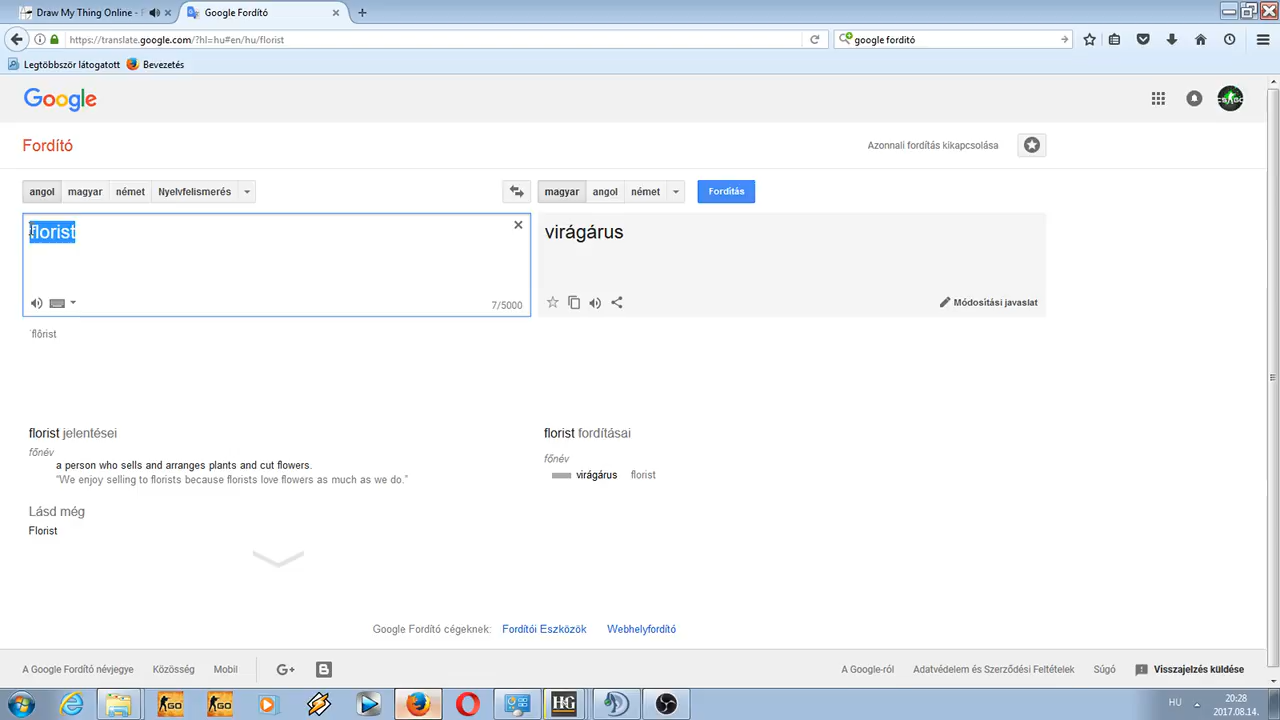 Draw My Thing Online -
Google Fordító
https://translate.google.com/?hl=hu#en/hu/florist
google forditó
Legtöbbször látogatott
Bevezetés
Google
Fordító
Azonnali fordítás kikapcsolása
angol magyar német Nyelvfelismerés
magyar angol német Fordítás
florist
virágárus
7/5000
Módosítási javaslat
ˈflôrist
florist jelentései
florist fordításai
főnév
főnév
a person who sells and arranges plants and cut flowers.
"We enjoy selling to florists because florists love flowers as much as we do."
virágárus florist
Lásd még
Florist
Google Fordító cégeknek: Fordítói Eszközök Webhelyfordító
A Google Fordító névjegye Közösség Mobil
A Google-ról Adatvédelem és Szerződési Feltételek Súgó Visszajelzés küldése
HU
20:28
2017.08.14.